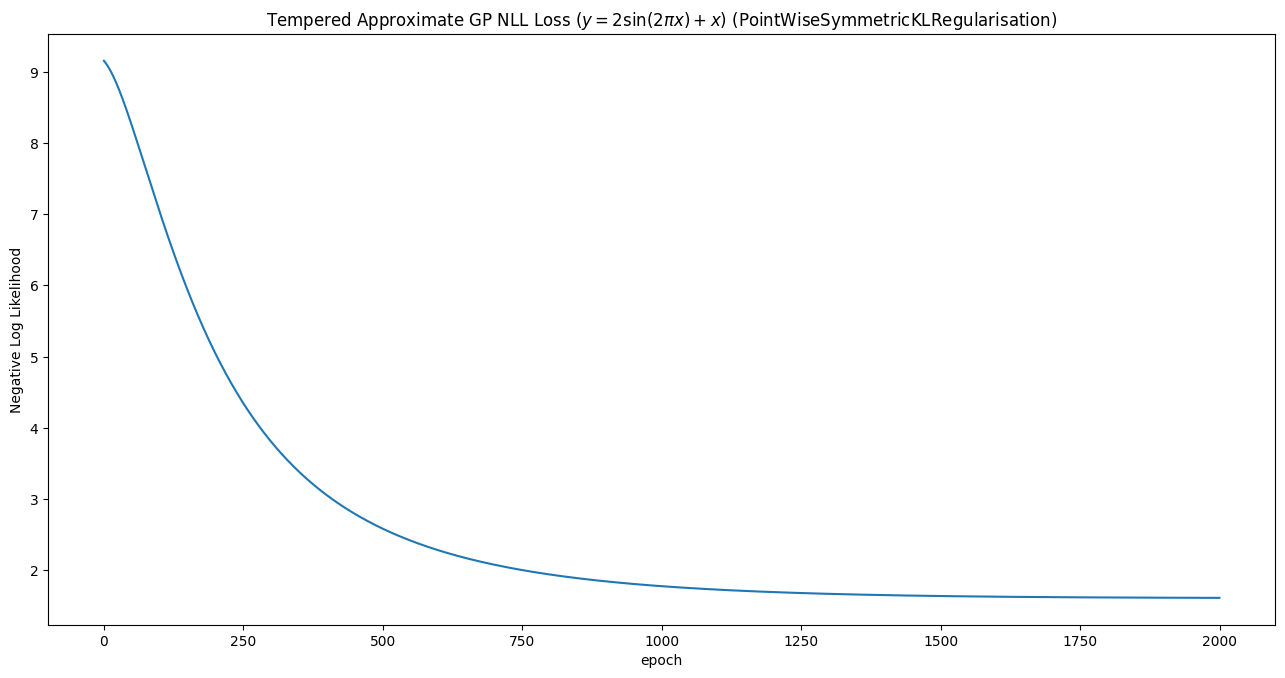 Tempered Approximate GP NLL Loss (y = 2sin(2πx) + x) (PointWiseSymmetricKLRegularisation)
Negative Log Likelihood
9
8
7
6
5
4
3
2
0 250 500 750 1000 1250 1500 1750 2000
epoch